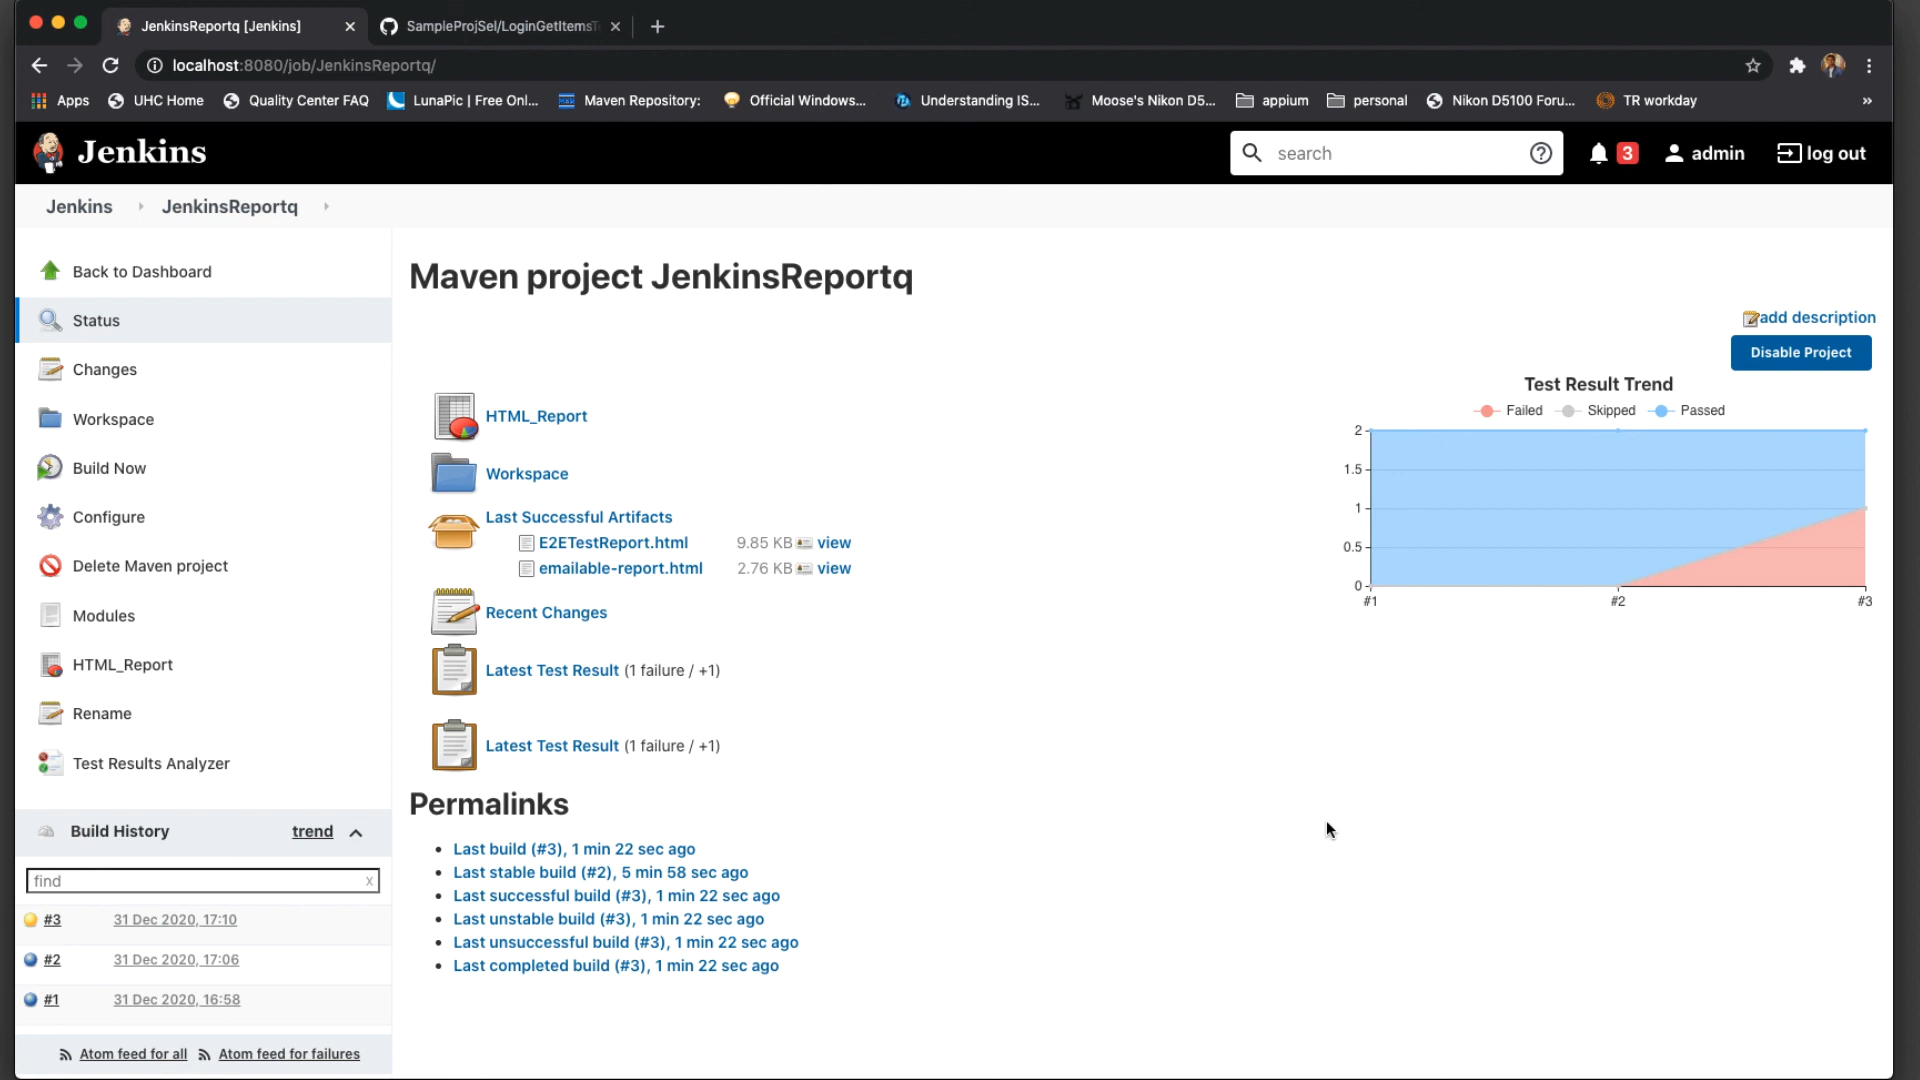 JenkinsReportq [Jenkins]
SampleProjSel/LoginGetItemsT
localhost:8080/job/JenkinsReportq/
Apps
UHC Home
Quality Center FAQ
LunaPic | Free Onl...
Maven Repository:
Official Windows...
Understanding IS...
Moose's Nikon D5...
appium
personal
Nikon D5100 Foru...
TR workday
»
Jenkins
search
3
admin
log out
Jenkins
JenkinsReportq
Back to Dashboard
Status
Changes
Workspace
Build Now
Configure
Delete Maven project
Modules
HTML_Report
Rename
Test Results Analyzer
Build History
trend
find
x
#3 31 Dec 2020, 17:10
#2 31 Dec 2020, 17:06
#1 31 Dec 2020, 16:58
Atom feed for all
Atom feed for failures
Maven project JenkinsReportq
add description
Disable Project
HTML_Report
Workspace
Last Successful Artifacts
E2ETestReport.html 9.85 KB view
emailable-report.html 2.76 KB view
Recent Changes
Latest Test Result (1 failure / +1)
Latest Test Result (1 failure / +1)
Test Result Trend
Failed Skipped Passed
2
1.5
1
0.5
0
#1 #2 #3
Permalinks
• Last build (#3), 1 min 22 sec ago
• Last stable build (#2), 5 min 58 sec ago
• Last successful build (#3), 1 min 22 sec ago
• Last unstable build (#3), 1 min 22 sec ago
• Last unsuccessful build (#3), 1 min 22 sec ago
• Last completed build (#3), 1 min 22 sec ago